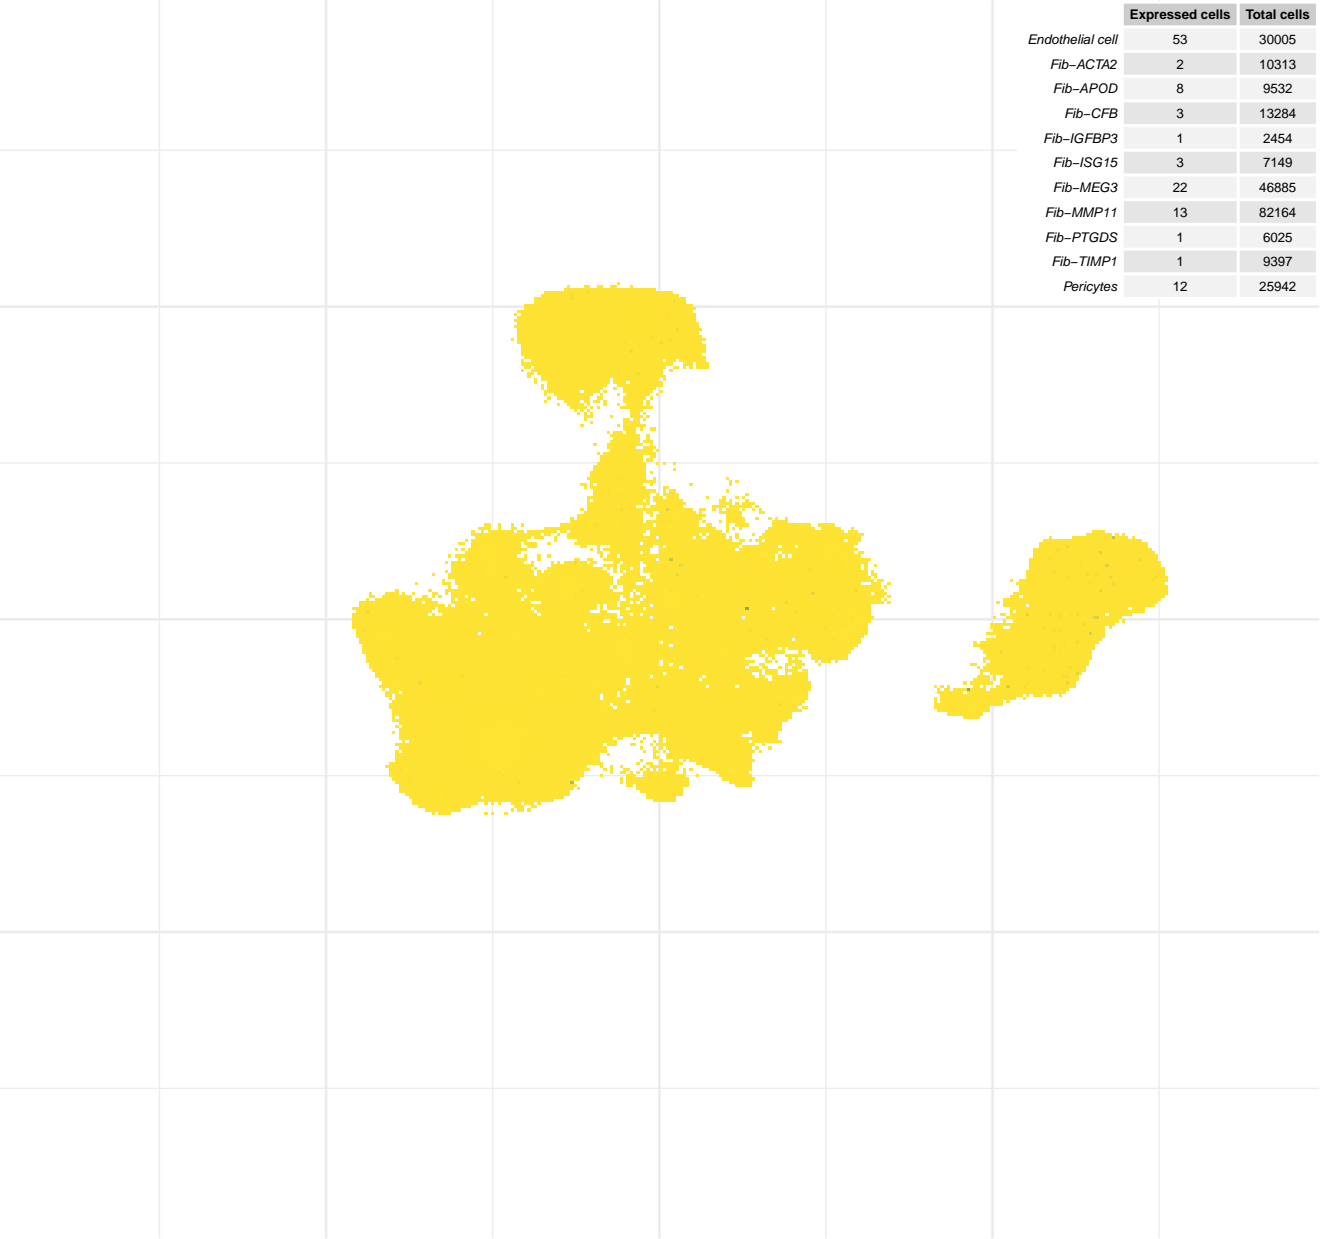 Expressed cells Total cells
Endothelial cell 53 30005
Fib−ACTA2 2 10313
Fib−APOD 8 9532
Fib−CFB 3 13284
Fib−IGFBP3 1 2454
Fib−ISG15 3 7149
Fib−MEG3 22 46885
Fib−MMP11 13 82164
Fib−PTGDS 1 6025
Fib−TIMP1 1 9397
Pericytes 12 25942